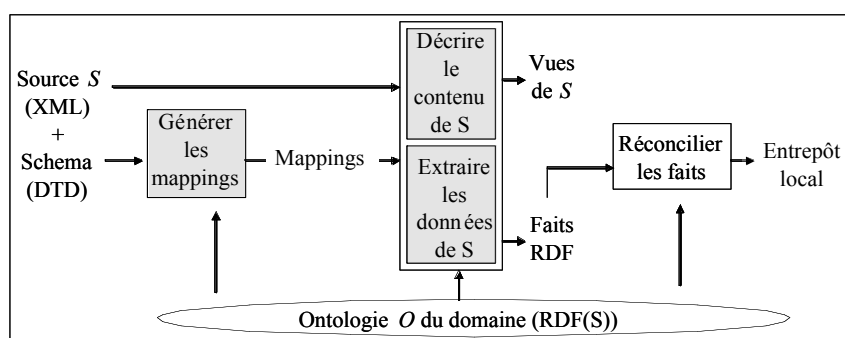 Source S
(XML)
+
Schema
(DTD)
Générer
les
mappings
Mappings
Décrire
le
contenu
de S
Extraire
les
données
de S
Vues
de S
Faits
RDF
Réconcilier
les faits
Entrepôt
local
Ontologie O du domaine (RDF(S))